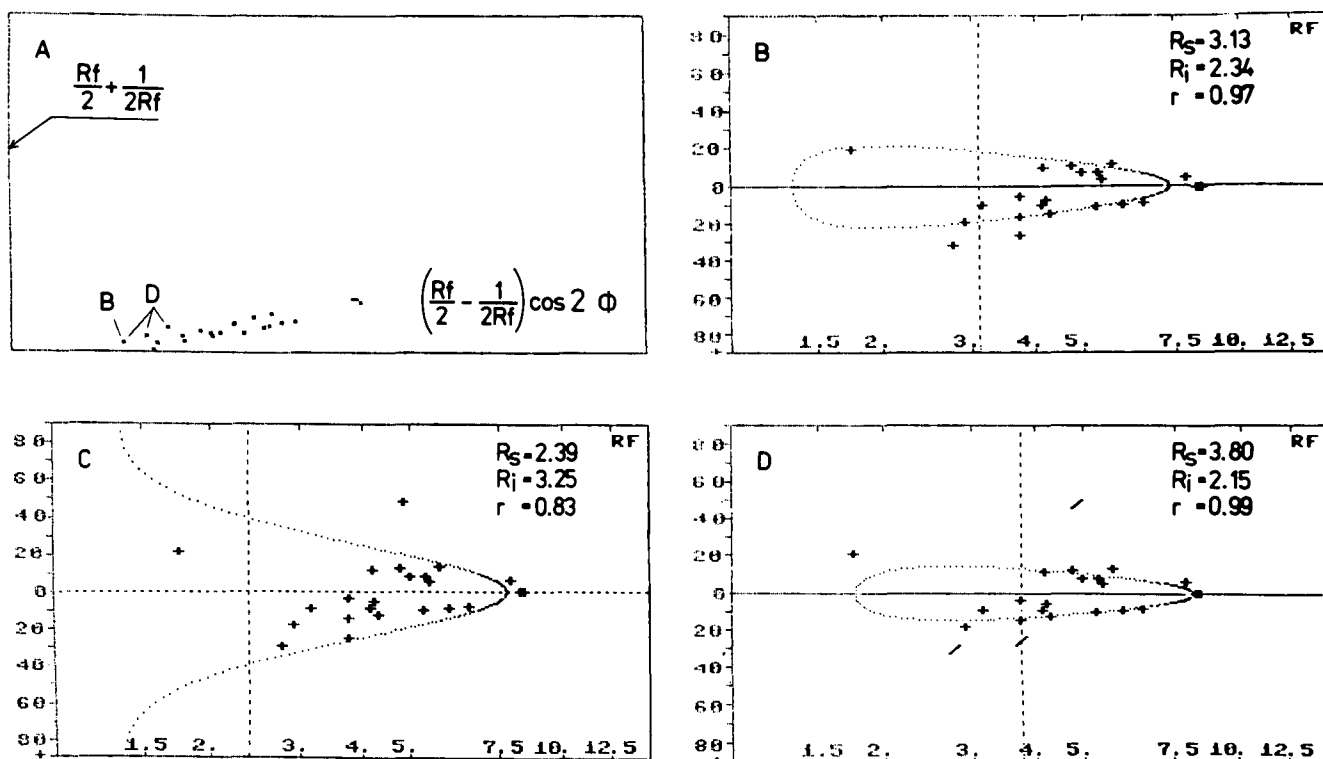 A
Rf/2 + 1/2Rf
B D
(Rf/2 − 1/2Rf) cos 2 Φ
B
RF
Rs=3.13
Ri=2.34
r =0.97
80
60
40
20
0
20
40
60
80
1.5 2. 3. 4. 5. 7.5 10. 12.5
C
RF
Rs=2.39
Ri=3.25
r =0.83
80
60
40
20
0
20
40
60
80
1.5 2. 3. 4. 5. 7.5 10. 12.5
D
RF
Rs=3.80
Ri=2.15
r =0.99
80
60
40
20
0
20
40
60
80
2. 3. 4. 5. 7.5 10. 12.5